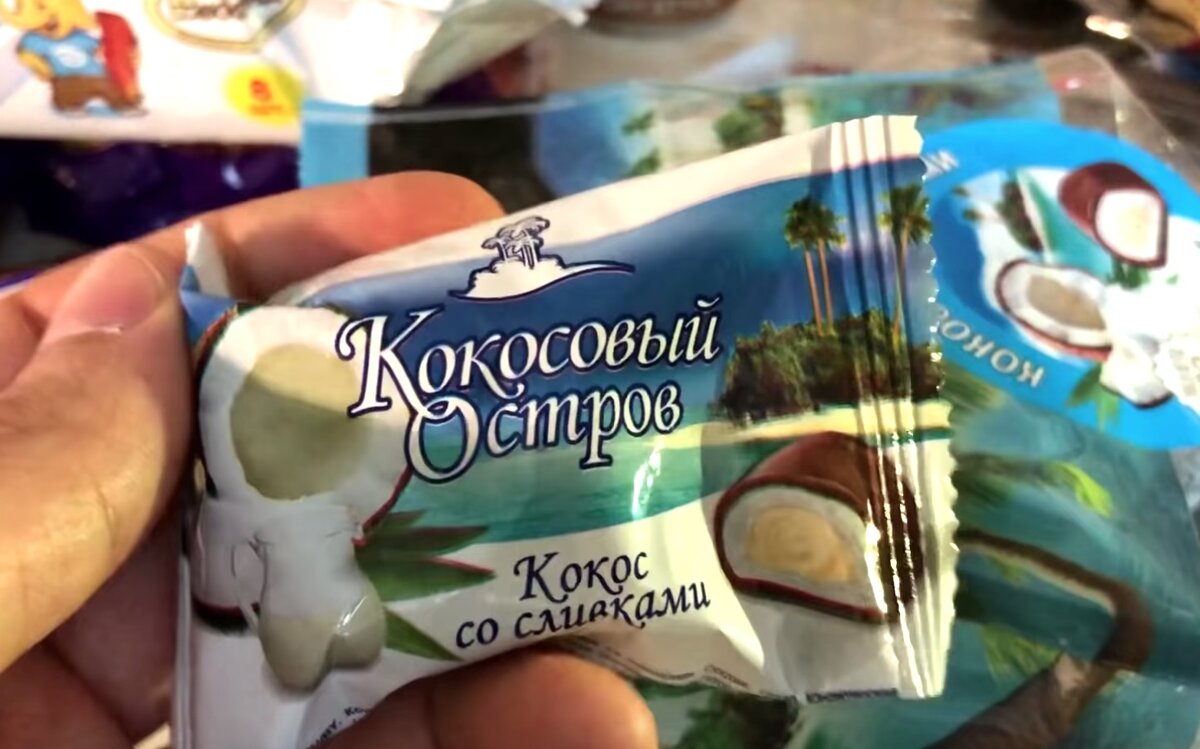 Кокосовый
Остров
Кокос
со сливками